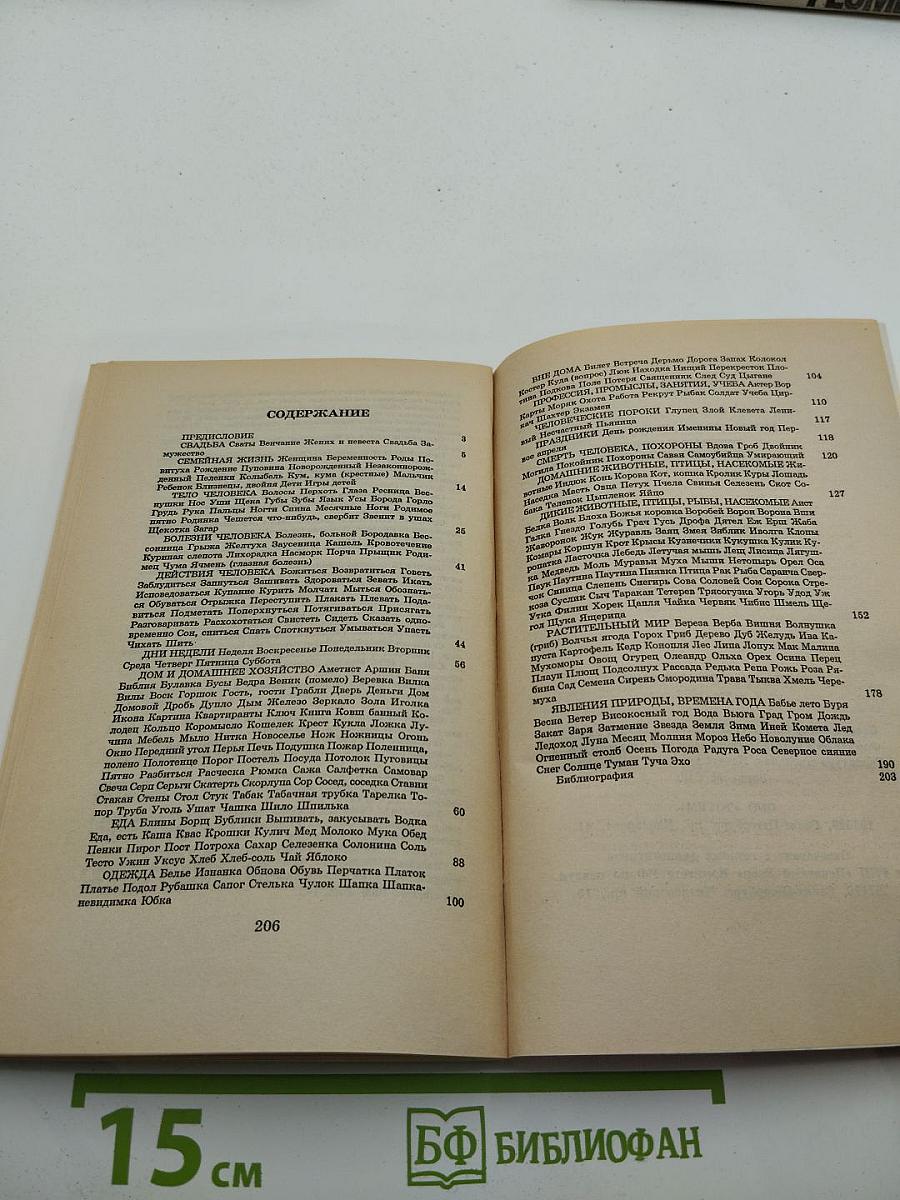 СОДЕРЖАНИЕ
ПРЕДИСЛОВИЕ 3
СВАДЬБА Сваты Венчание Жених и невеста Свадьба За-
мужество 5
СЕМЕЙНАЯ ЖИЗНЬ Женщина Беременность Роды По-
витуха Рождение Пуповина Новорожденный Незаконнорож-
денный Пеленки Колыбель Кум, кума (крестные) Мальчик
Ребенок Близнецы, двойня Дети Игры детей 14
ТЕЛО ЧЕЛОВЕКА Волосы Перхоть Глаза Ресница Вес-
нушки Нос Уши Щека Губы Зубы Язык Усы Борода Горло
Грудь Рука Пальцы Ногти Спина Месячные Ноги Родимое
пятно Родинка Чешется что-нибудь, свербит Звенит в ушах
Щекотка Загар 25
БОЛЕЗНИ ЧЕЛОВЕКА Болезнь, больной Бородавка Бес-
сонница Грыжа Желтуха Заусеница Кашель Кровотечение
Куриная слепота Лихорадка Насморк Порча Прыщик Роди-
мец Чума Ячмень (глазная болезнь) 41
ДЕЙСТВИЯ ЧЕЛОВЕКА Божиться Возвратиться Говеть
Заблудиться Запнуться Зашивать Здороваться Зевать Икать
Исповедоваться Купание Курить Молчать Мыться Обознать-
ся Обуваться Отрыжка Переступить Плакать Плевать Пода-
виться Подметать Поперхнуться Потягиваться Присягать
Разговаривать Расхохотаться Свистеть Сидеть Сказать одно-
временно Сон, сниться Спать Споткнуться Умываться Упасть
Чихать Шить 44
ДНИ НЕДЕЛИ Неделя Воскресенье Понедельник Вторник
Среда Четверг Пятница Суббота 56
ДОМ И ДОМАШНЕЕ ХОЗЯЙСТВО Аметист Аршин Баня
Библия Булавка Бусы Ведра Веник (помело) Веревка Вилка
Вилы Воск Горшок Гость, гости Грабли Дверь Деньги Дом
Домовой Дробь Дупло Дым Железо Зеркало Зола Иголка
Икона Картина Квартиранты Ключ Книга Ковш банный Ко-
лодец Кольцо Коромысло Кошелек Крест Кукла Ложка Лу-
чина Мебель Мыло Нитка Новоселье Нож Ножницы Огонь
Окно Передний угол Перья Печь Подушка Пожар Поленница,
полено Полотенце Порог Постель Посуда Потолок Пуговицы
Пятно Разбиться Расческа Рюмка Сажа Салфетка Самовар
Свеча Серп Серьги Скатерть Скорлупа Сор Сосед, соседка Ставни
Стакан Стены Стол Стук Табак Табачная трубка Тарелка То-
пор Труба Уголь Ушат Чашка Шило Шпилька 60
ЕДА Блины Борщ Бублики Выпивать, закусывать Водка
Еда, есть Каша Квас Крошки Кулич Мед Молоко Мука Обед
Пенки Пирог Пост Потроха Сахар Селезенка Солонина Соль
Тесто Ужин Уксус Хлеб Хлеб-соль Чай Яблоко 88
ОДЕЖДА Белье Изнанка Обнова Обувь Перчатка Платок
Платье Подол Рубашка Сапог Стелька Чулок Шапка Шапка-
невидимка Юбка 100
206
ВНЕ ДОМА Билет Встреча Дерьмо Дорога Запах Колокол
Костер Куда (вопрос) Люк Находка Нищий Перекресток Пло-
тина Подкова Поле Потеря Священник След Суд Цыгане 104
ПРОФЕССИЯ, ПРОМЫСЛЫ, ЗАНЯТИЯ, УЧЕБА Актер Вор
Карты Моряк Охота Работа Рекрут Рыбак Солдат Учеба Цир-
кач Шахтер Экзамен 110
ЧЕЛОВЕЧЕСКИЕ ПОРОКИ Глупец Злой Клевета Лени-
вый Несчастный Пьяница 117
ПРАЗДНИКИ День рождения Именины Новый год Пер-
вое апреля 118
СМЕРТЬ ЧЕЛОВЕКА, ПОХОРОНЫ Вдова Гроб Двойник
Могила Покойник Похороны Саван Самоубийца Умирающий 120
ДОМАШНИЕ ЖИВОТНЫЕ, ПТИЦЫ, НАСЕКОМЫЕ Жи-
вотные Индюк Конь Корова Кот, кошка Кролик Куры Лошадь
Наседка Масть Овца Петух Пчела Свинья Селезень Скот Со-
бака Теленок Цыпленок Яйцо 127
ДИКИЕ ЖИВОТНЫЕ, ПТИЦЫ, РЫБЫ, НАСЕКОМЫЕ Аист
Белка Волк Блоха Божья коровка Воробей Ворон Ворона Вши
Галка Гнездо Голубь Грач Гусь Дрофа Дятел Еж Ерш Жаба
Жаворонок Жук Журавль Заяц Змея Зяблик Иволга Клопы
Комары Коршун Крот Крысы Кузнечики Кукушка Кулик Ку-
ропатка Ласточка Лебедь Летучая мышь Лещ Лисица Лягуш-
ка Медведь Моль Муравьи Муха Мыши Нетопырь Орел Оса
Паук Паутина Паутина Пиявка Птица Рак Рыба Саранча Свер-
чок Синица Слепень Снегирь Сова Соловей Сом Сорока Стре-
коза Суслик Сыч Таракан Тетерев Трясогузка Угорь Удод Уж
Утка Филин Хорек Цапля Чайка Червяк Чибис Шмель Ще-
гол Щука Ящерица 152
РАСТИТЕЛЬНЫЙ МИР Береза Верба Вишня Волнушка
(гриб) Волчья ягода Горох Гриб Дерево Дуб Желудь Ива Ка-
пуста Картофель Кедр Конопля Лес Липа Лопух Мак Малина
Мухоморы Овощ Огурец Олеандр Ольха Орех Осина Перец
Плаун Плющ Подсолнух Рассада Редька Репа Рожь Роза Ря-
бина Сад Семена Сирень Смородина Трава Тыква Хмель Чере-
муха 178
ЯВЛЕНИЯ ПРИРОДЫ, ВРЕМЕНА ГОДА Бабье лето Буря
Весна Ветер Високосный год Вода Вьюга Град Гром Дождь
Закат Заря Затмение Звезда Земля Зима Иней Комета Лед
Ледоход Луна Месяц Молния Мороз Небо Новолуние Облака
Огненный столб Осень Погода Радуга Роса Северное сияние
Снег Солнце Туман Туча Эхо 190
Библиография 203
15 см
БФ БИБЛИОФАН